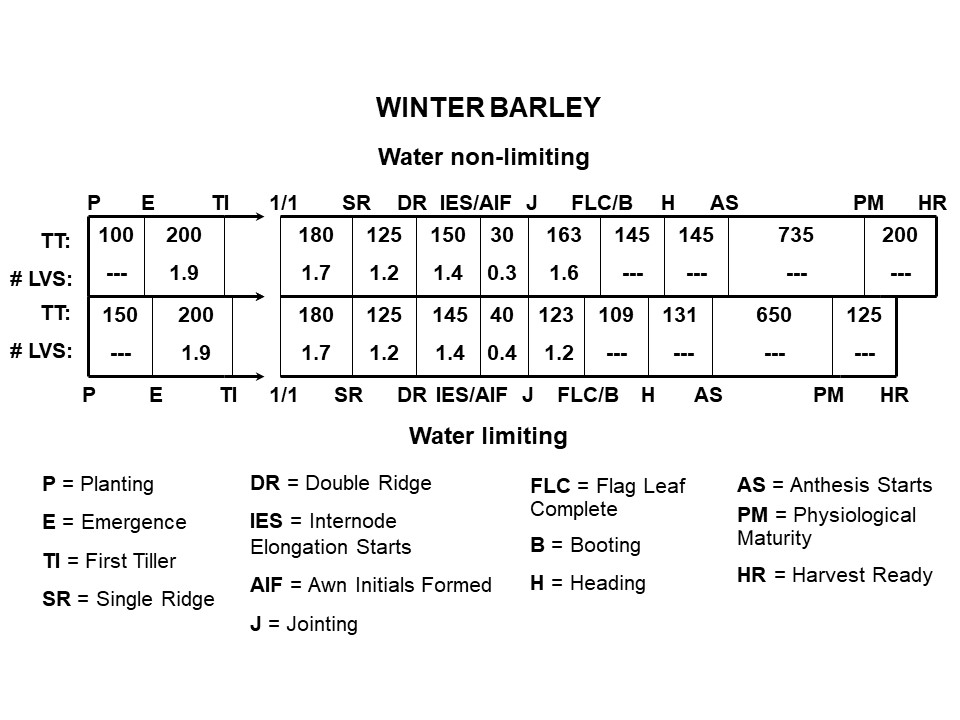 WINTER BARLEY
Water non-limiting
P E TI 1/1 SR DR IES/AIF J FLC/B H AS PM HR
TT: 100 200 180 125 150 30 163 145 145 735 200
# LVS: --- 1.9 1.7 1.2 1.4 0.3 1.6 --- --- --- ---
TT: 150 200 180 125 145 40 123 109 131 650 125
# LVS: --- 1.9 1.7 1.2 1.4 0.4 1.2 --- --- --- ---
P E TI 1/1 SR DR IES/AIF J FLC/B H AS PM HR
Water limiting
P = Planting
E = Emergence
TI = First Tiller
SR = Single Ridge
DR = Double Ridge
IES = Internode
Elongation Starts
AIF = Awn Initials Formed
J = Jointing
FLC = Flag Leaf
Complete
B = Booting
H = Heading
AS = Anthesis Starts
PM = Physiological
Maturity
HR = Harvest Ready